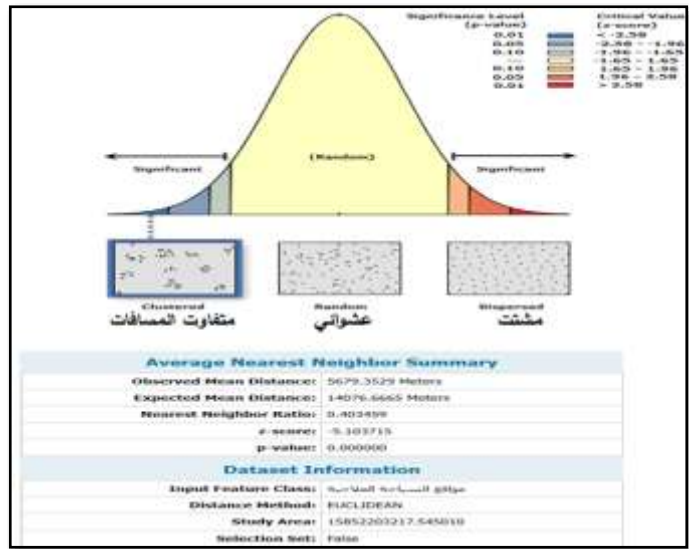 Significance Level (p-value)
Critical Value (z-score)
0.01 < -2.58
0.05 -2.58 - -1.96
0.10 -1.96 - -1.65
— -1.65 - 1.65
0.10 1.65 - 1.96
0.05 1.96 - 2.58
0.01 > 2.58
(Random)
Significant
Significant
Clustered
Random
Dispersed
متفاوت المسافات
عشوائي
مشتت
Average Nearest Neighbor Summary
Observed Mean Distance: 5679.3529 Meters
Expected Mean Distance: 14076.6665 Meters
Nearest Neighbor Ratio: 0.403459
z-score: -5.103715
p-value: 0.000000
Dataset Information
Input Feature Class: مواقع السياحة العلاجية
Distance Method: EUCLIDEAN
Study Area: 15852203217.545010
Selection Set: False